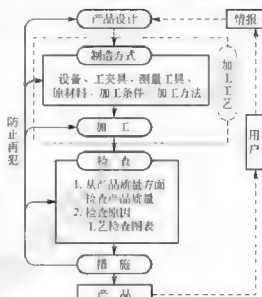 产品设计
情报
制造方式
设备、工夹具、测量工具、
原材料、加工条件 加工方法
加工工艺
加 工
防止再犯
用户
检 查
1. 从产品质量方面
检查产品质量
2. 检查原因
工艺检查图表
措 施
产 品